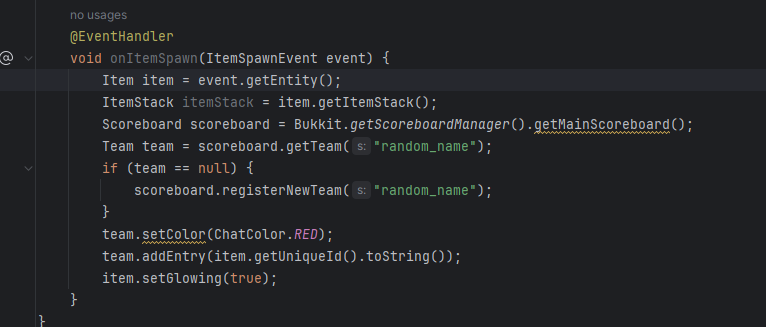 no usages
@EventHandler
void onItemSpawn(ItemSpawnEvent event) {
Item item = event.getEntity();
ItemStack itemStack = item.getItemStack();
Scoreboard scoreboard = Bukkit.getScoreboardManager().getMainScoreboard();
Team team = scoreboard.getTeam( s: "random_name");
if (team == null) {
scoreboard.registerNewTeam( s: "random_name");
}
team.setColor(ChatColor.RED);
team.addEntry(item.getUniqueId().toString());
item.setGlowing(true);
}
}